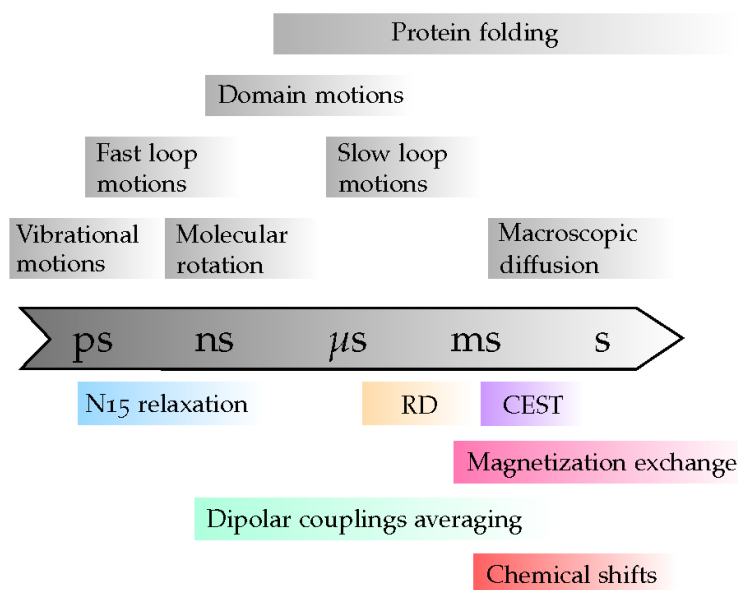 Protein folding
Domain motions
Fast loop
motions
Slow loop
motions
Vibrational
motions
Molecular
rotation
Macroscopic
diffusion
ps
ns
μs
ms
s
N15 relaxation
RD
CEST
Magnetization exchange
Dipolar couplings averaging
Chemical shifts